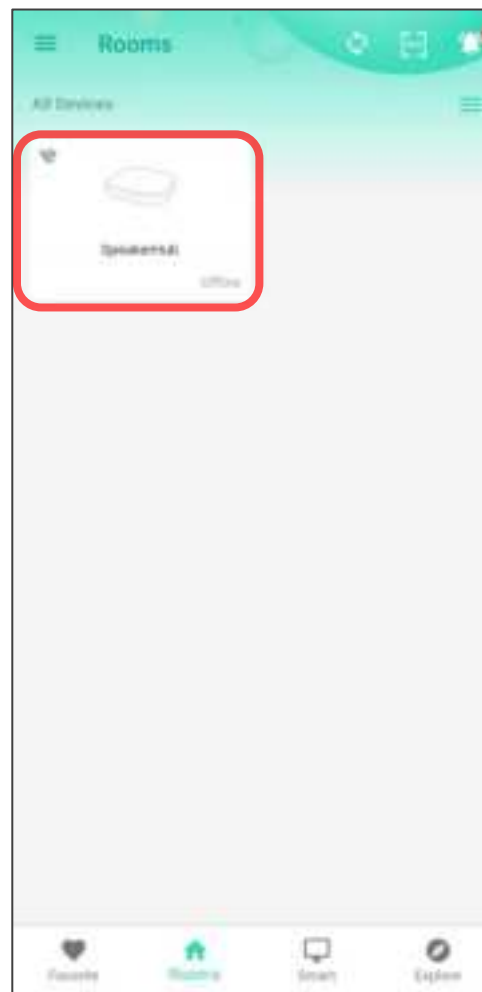 Rooms
All Devices
SpeakerHub
Offline
Favorite
Rooms
Smart
Explore